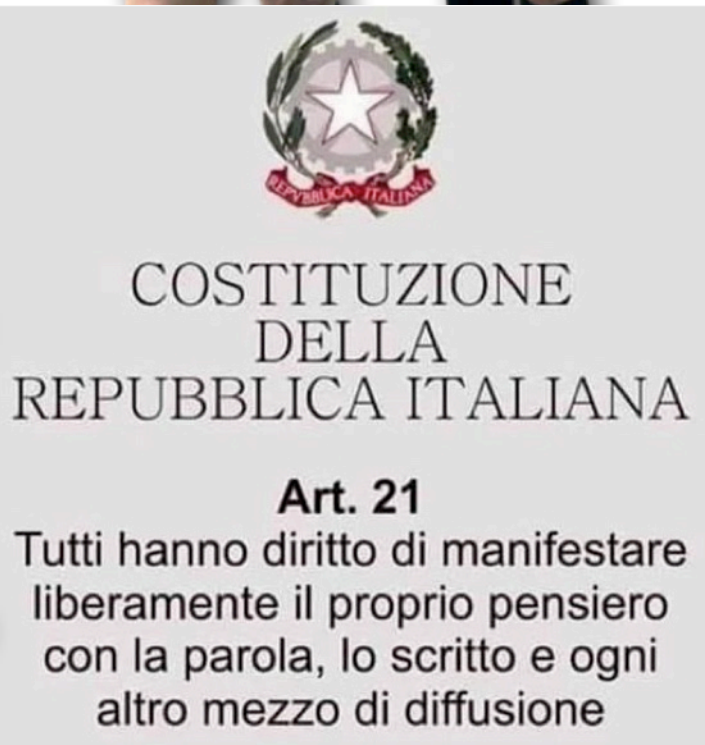 REPVBBLICA ITALIANA
COSTITUZIONE
DELLA
REPUBBLICA ITALIANA
Art. 21
Tutti hanno diritto di manifestare
liberamente il proprio pensiero
con la parola, lo scritto e ogni
altro mezzo di diffusione